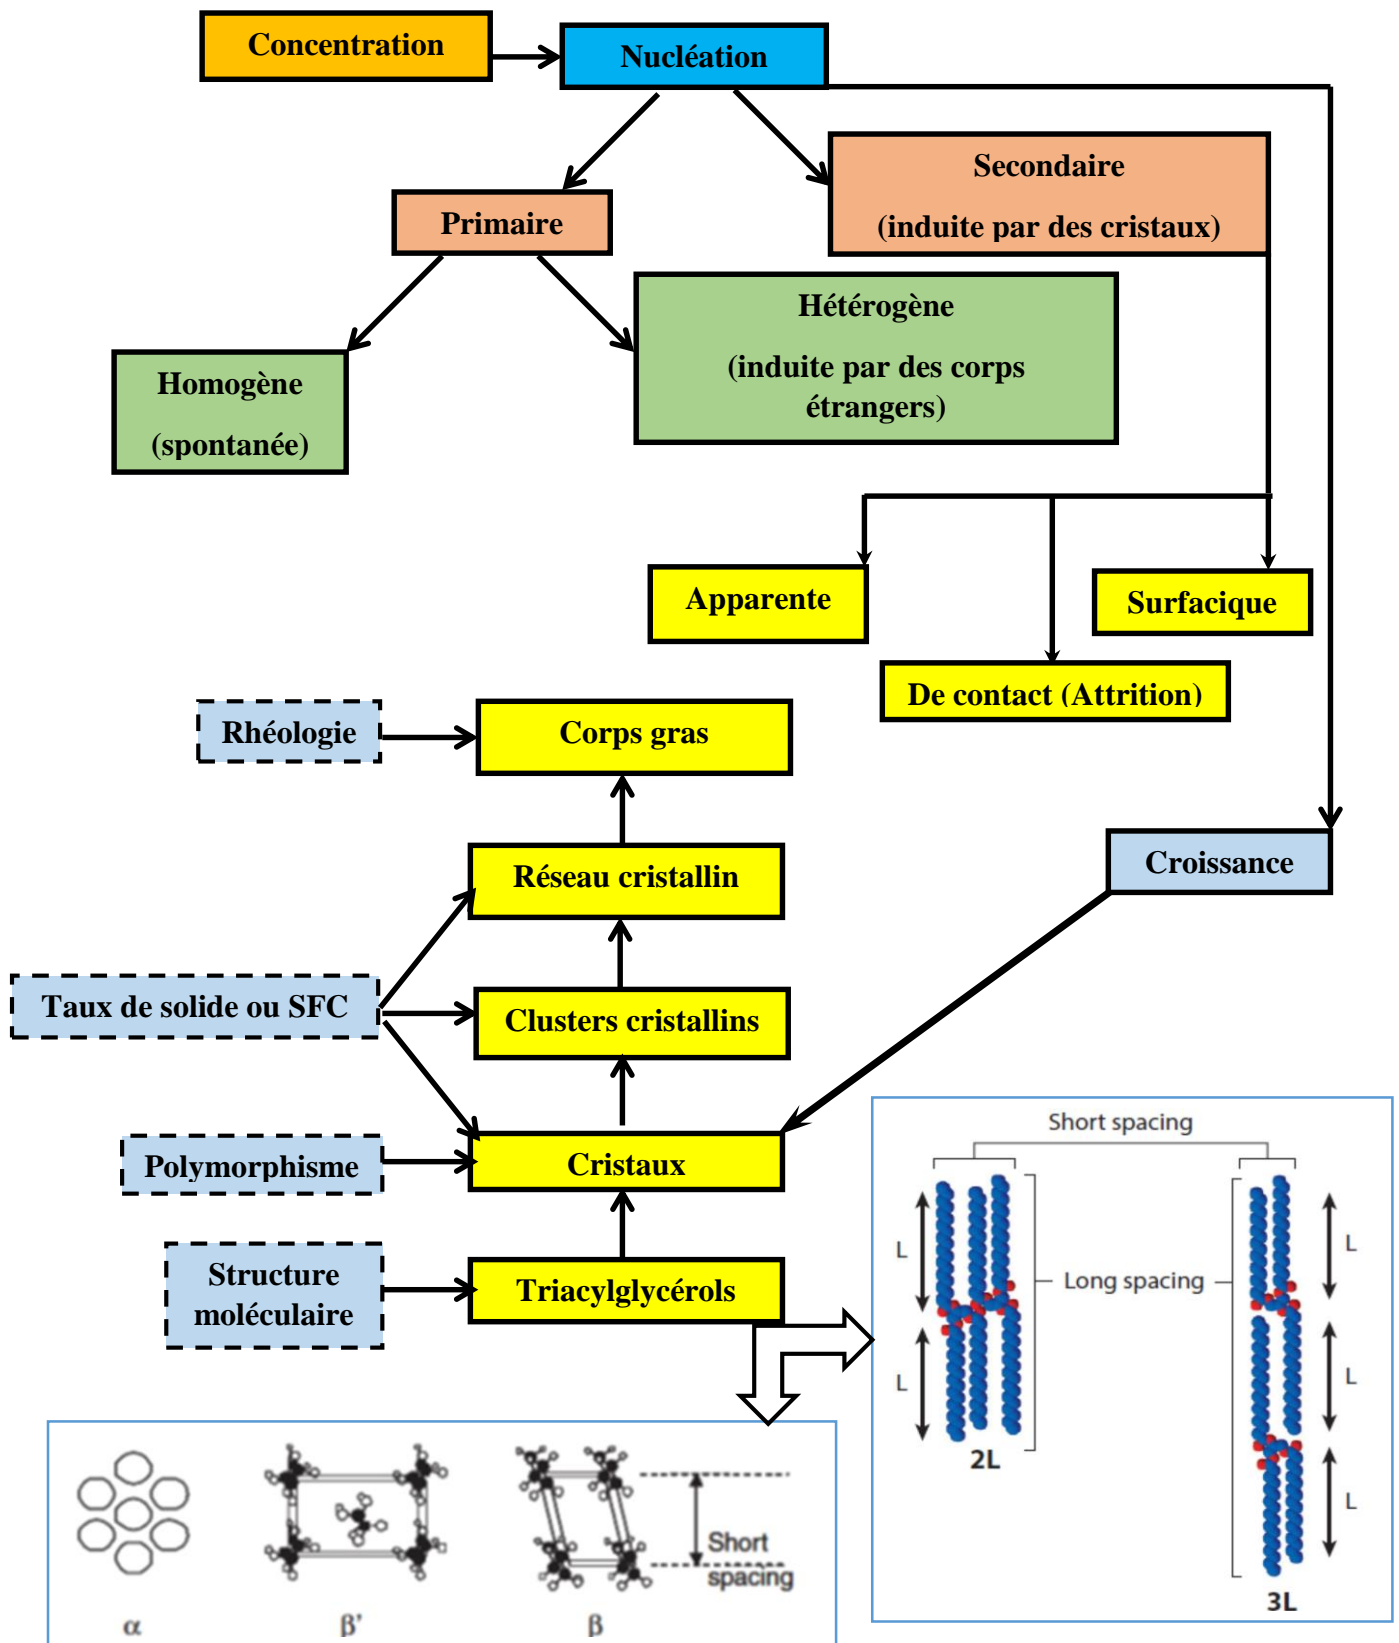 Concentration
Nucléation
Secondaire
(induite par des cristaux)
Primaire
Hétérogène
(induite par des corps
étrangers)
Homogène
(spontanée)
Apparente
Surfacique
De contact (Attrition)
Rhéologie
Corps gras
Réseau cristallin
Croissance
Taux de solide ou SFC
Clusters cristallins
Polymorphisme
Cristaux
Structure
moléculaire
Triacylglycérols
Short spacing
L
L
Long spacing
L
L
2L
L
3L
Short
spacing
α
β'
β